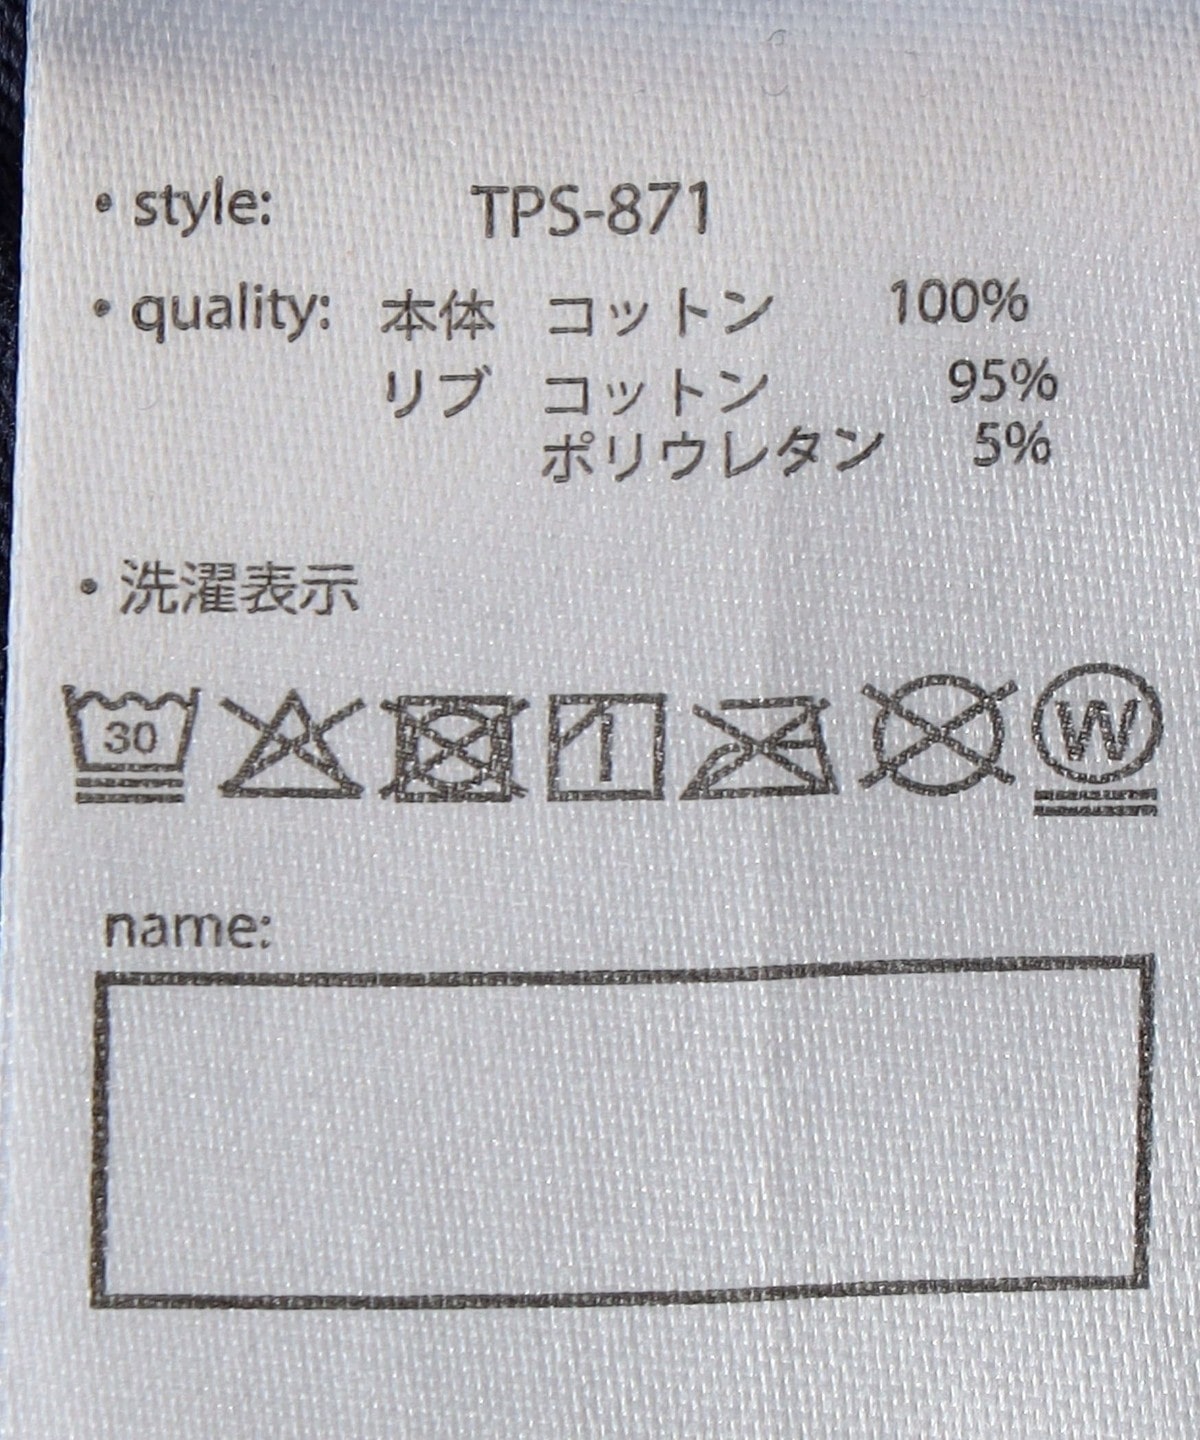 • style: TPS-871
• quality: 本体 コットン 100%
リブ コットン 95%
ポリウレタン 5%
• 洗濯表示
30 W
name: